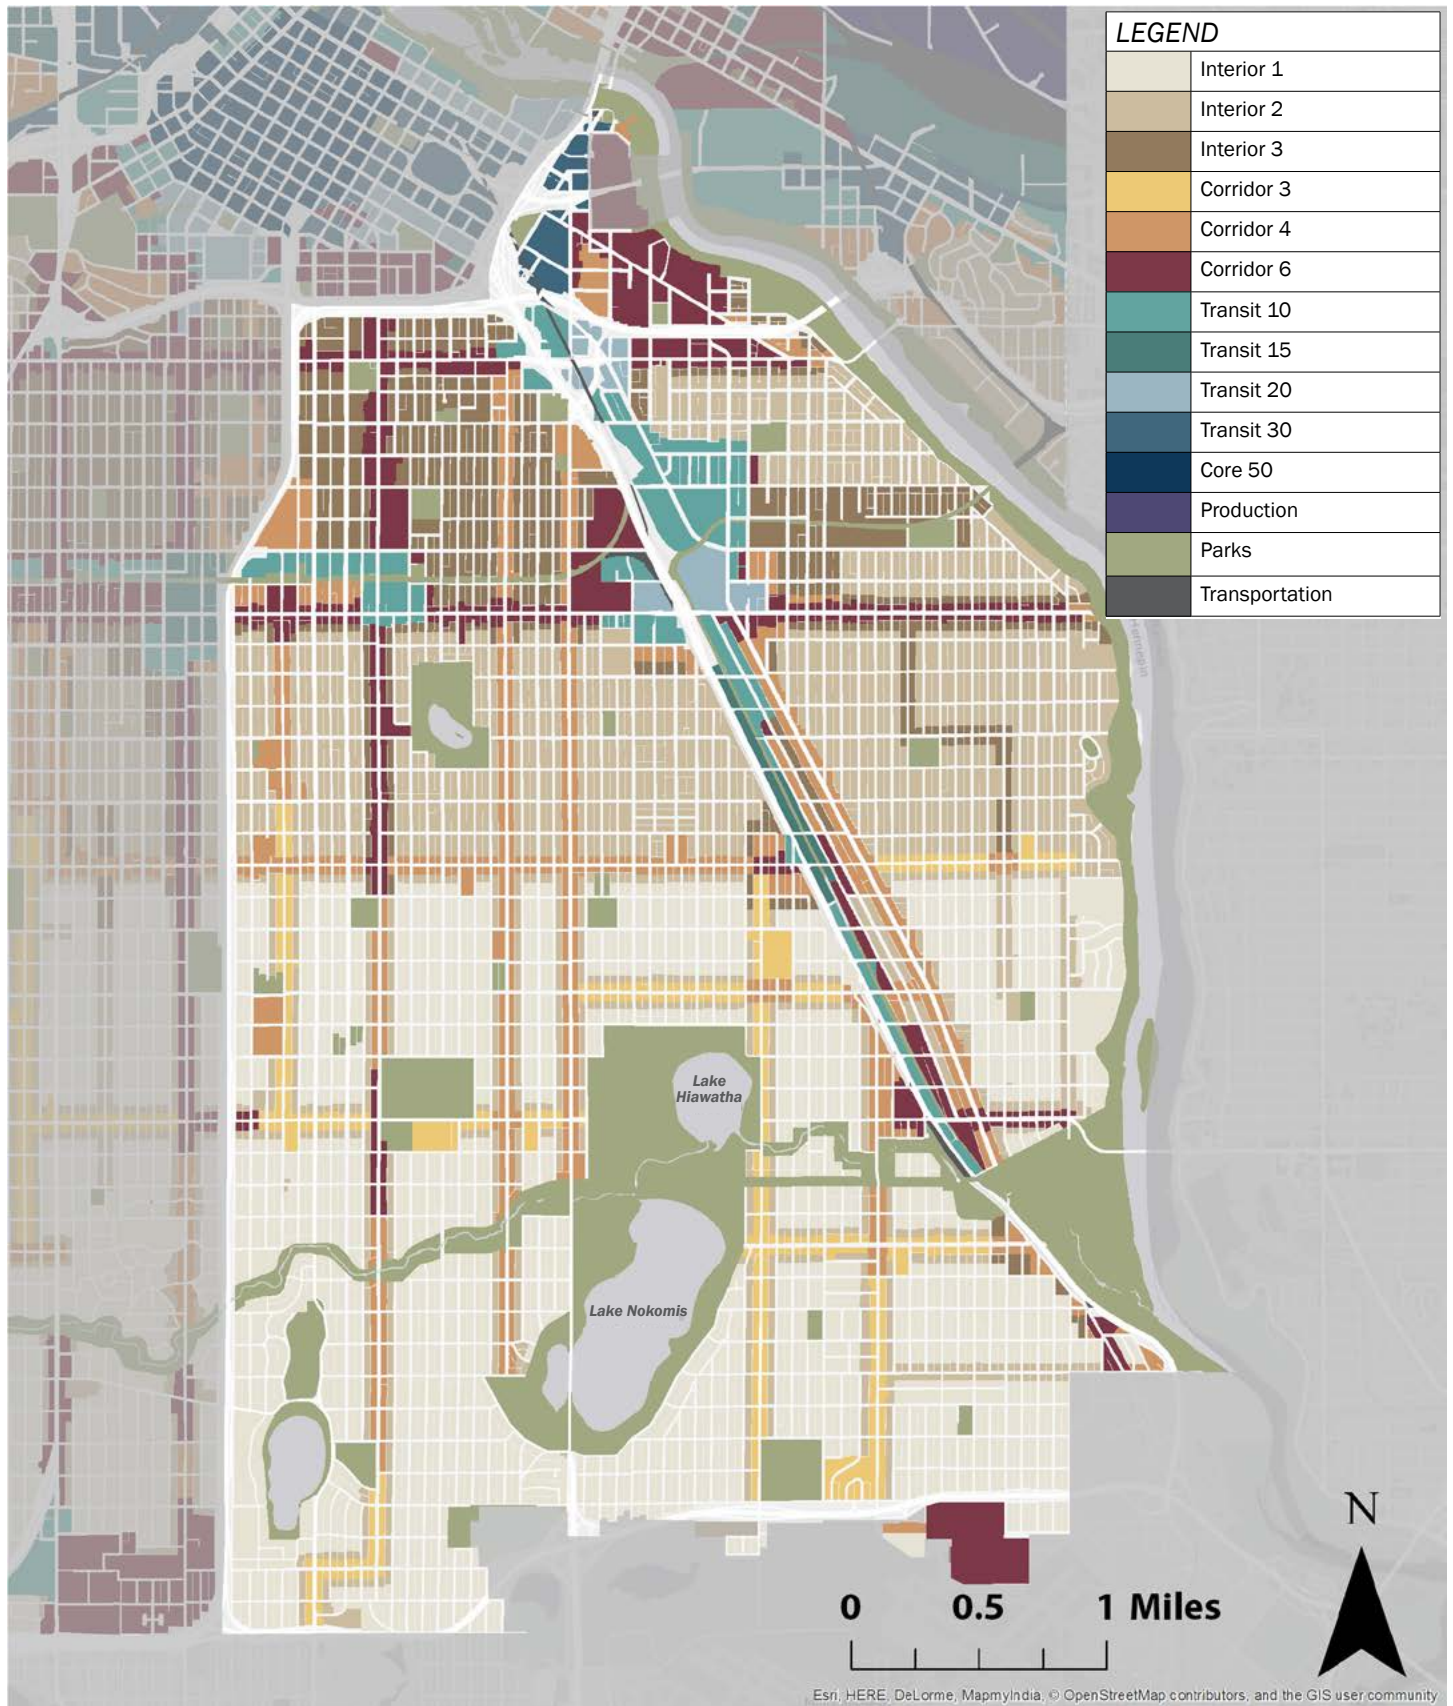 LEGEND
Interior 1
Interior 2
Interior 3
Corridor 3
Corridor 4
Corridor 6
Transit 10
Transit 15
Transit 20
Transit 30
Core 50
Production
Parks
Transportation
Hennepin
Lake
Hiawatha
Lake Nokomis
N
0 0.5 1 Miles
Esri, HERE, DeLorme, MapmyIndia, © OpenStreetMap contributors, and the GIS user community